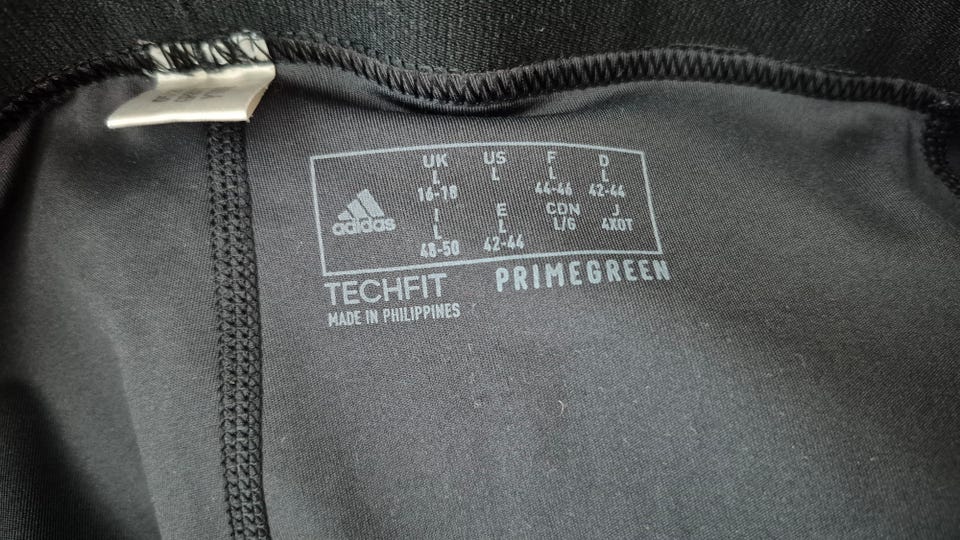 UK US F D
L L L L
16-18 44-46 42-44
adidas
I E CDN J
L L L/G 4XOT
48-50 42-44
TECHFIT PRIMEGREEN
MADE IN PHILIPPINES